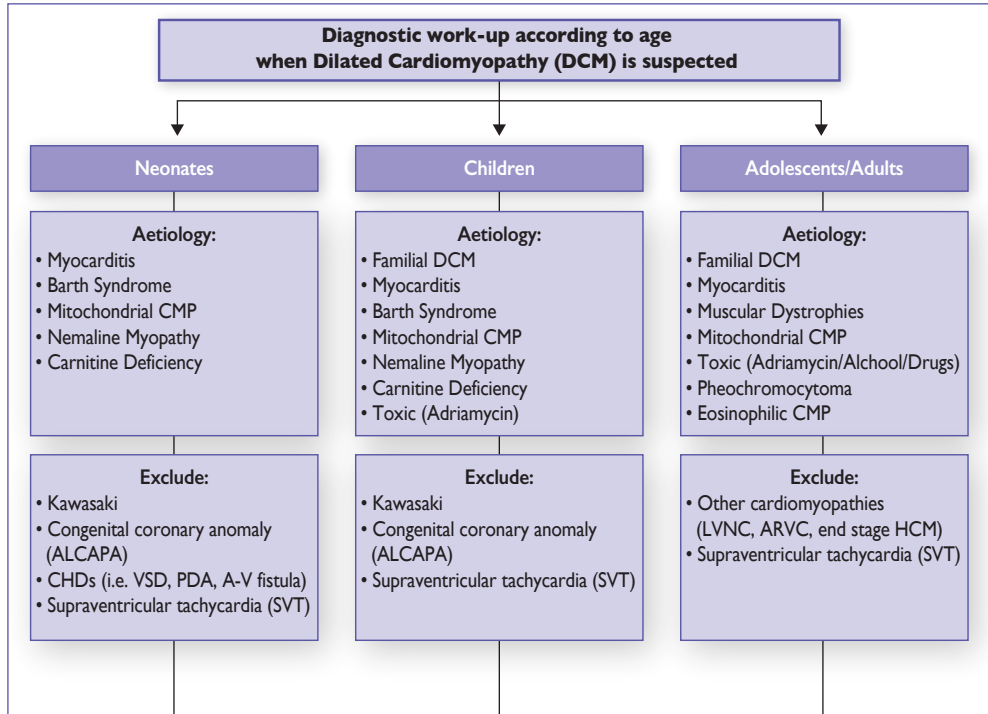 Diagnostic work-up according to age
when Dilated Cardiomyopathy (DCM) is suspected
Neonates
Aetiology:
• Myocarditis
• Barth Syndrome
• Mitochondrial CMP
• Nemaline Myopathy
• Carnitine Deficiency
Exclude:
• Kawasaki
• Congenital coronary anomaly
(ALCAPA)
• CHDs (i.e. VSD, PDA, A-V fistula)
• Supraventricular tachycardia (SVT)
Children
Aetiology:
• Familial DCM
• Myocarditis
• Barth Syndrome
• Mitochondrial CMP
• Nemaline Myopathy
• Carnitine Deficiency
• Toxic (Adriamycin)
Exclude:
• Kawasaki
• Congenital coronary anomaly
(ALCAPA)
• Supraventricular tachycardia (SVT)
Adolescents/Adults
Aetiology:
• Familial DCM
• Myocarditis
• Muscular Dystrophies
• Mitochondrial CMP
• Toxic (Adriamycin/Alchool/Drugs)
• Pheochromocytoma
• Eosinophilic CMP
Exclude:
• Other cardiomyopathies
(LVNC, ARVC, end stage HCM)
• Supraventricular tachycardia (SVT)